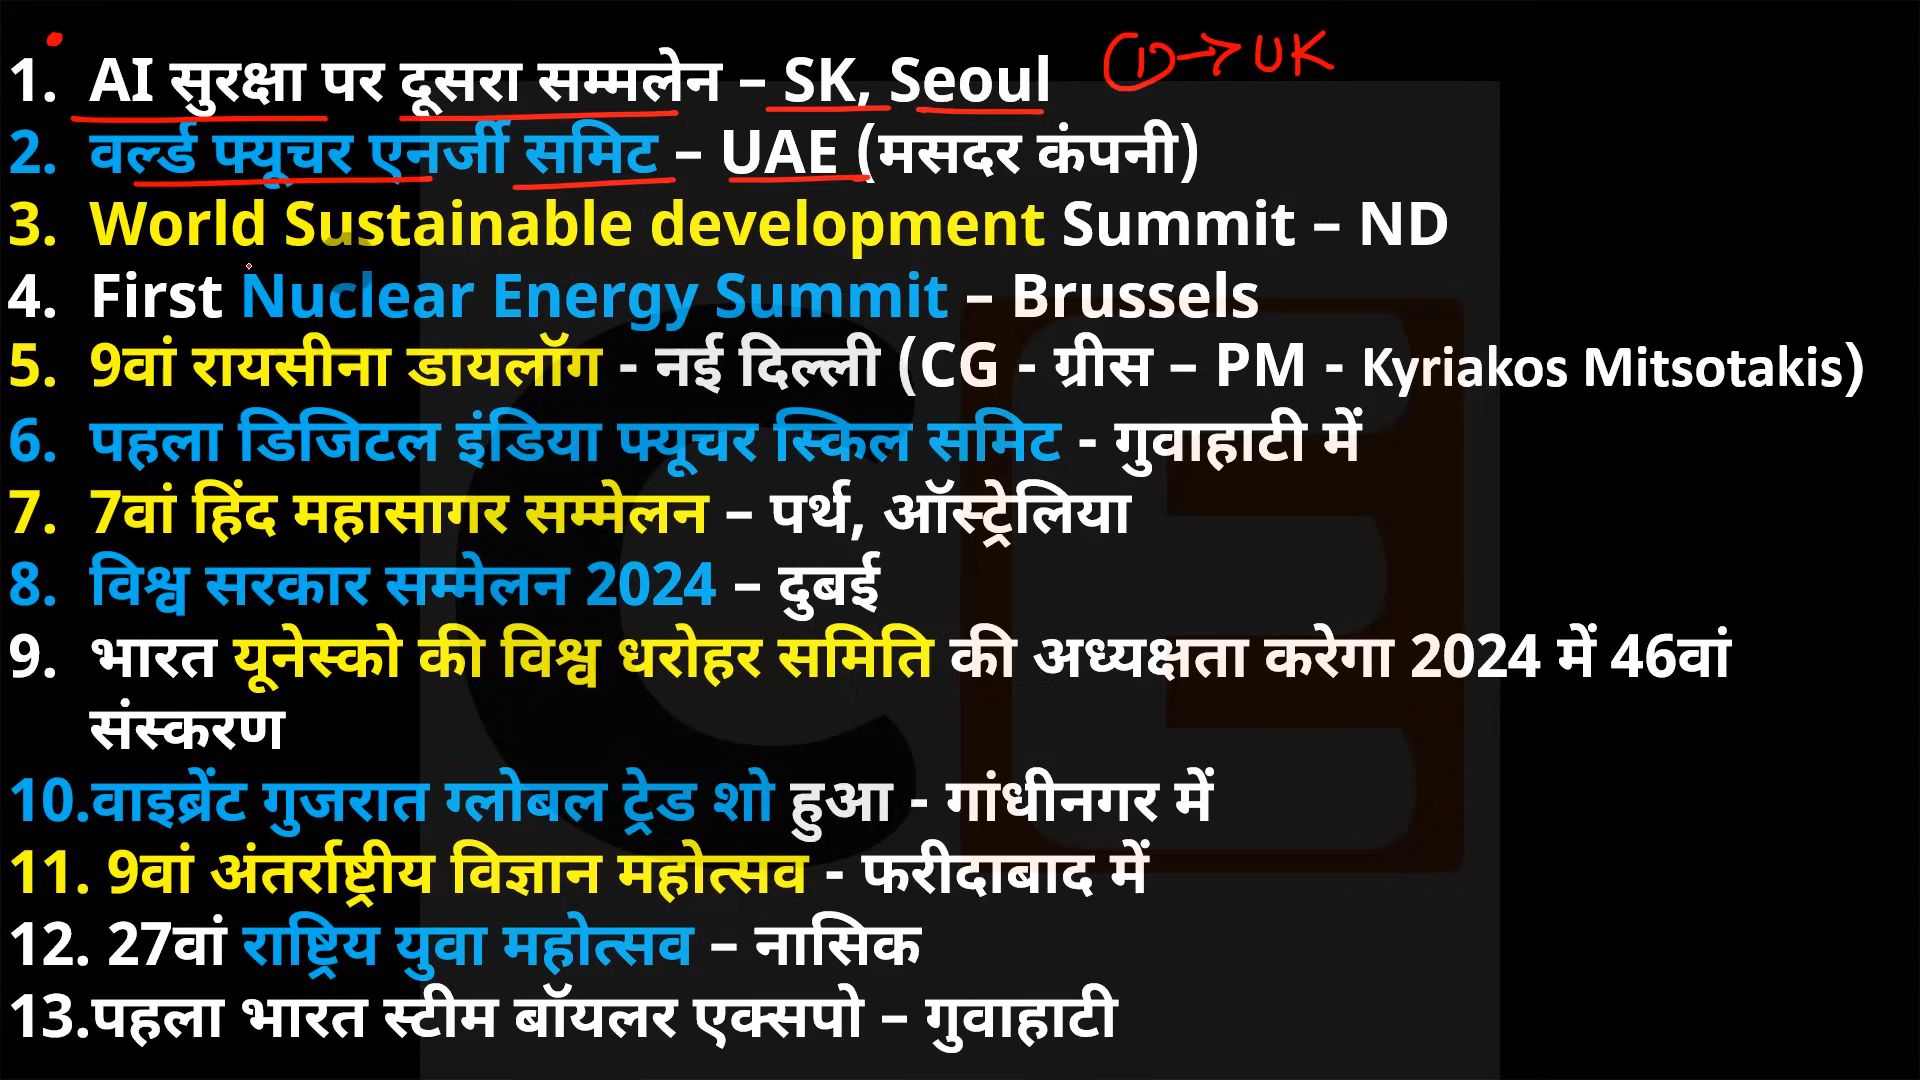 1. AI सुरक्षा पर दूसरा सम्मलेन – SK, Seoul ① → UK
2. वर्ल्ड फ्यूचर एनर्जी समिट – UAE (मसदर कंपनी)
3. World Sustainable development Summit – ND
4. First Nuclear Energy Summit – Brussels
5. 9वां रायसीना डायलॉग - नई दिल्ली (CG - ग्रीस – PM - Kyriakos Mitsotakis)
6. पहला डिजिटल इंडिया फ्यूचर स्किल समिट - गुवाहाटी में
7. 7वां हिंद महासागर सम्मेलन – पर्थ, ऑस्ट्रेलिया
8. विश्व सरकार सम्मेलन 2024 – दुबई
9. भारत यूनेस्को की विश्व धरोहर समिति की अध्यक्षता करेगा 2024 में 46वां
संस्करण
10.वाइब्रेंट गुजरात ग्लोबल ट्रेड शो हुआ - गांधीनगर में
11. 9वां अंतर्राष्ट्रीय विज्ञान महोत्सव - फरीदाबाद में
12. 27वां राष्ट्रिय युवा महोत्सव – नासिक
13.पहला भारत स्टीम बॉयलर एक्सपो – गुवाहाटी